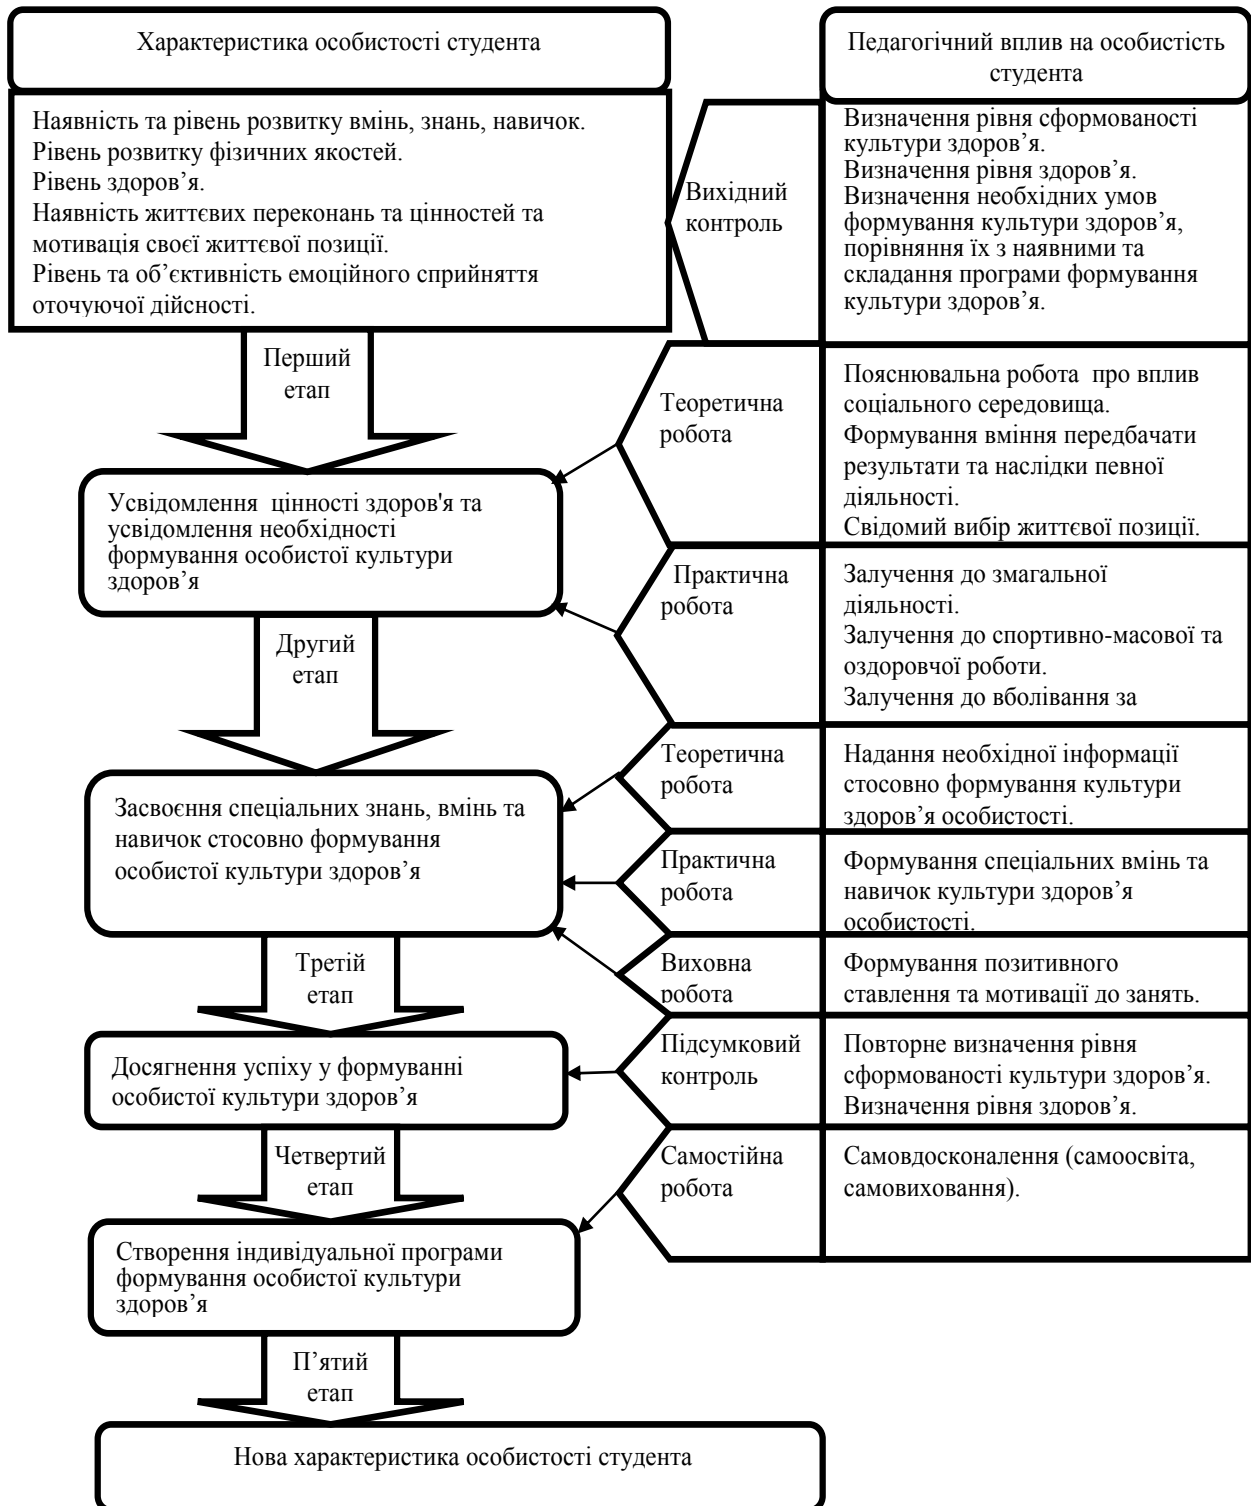 Характеристика особистості студента
Педагогічний вплив на особистість
студента
Наявність та рівень розвитку вмінь, знань, навичок.
Рівень розвитку фізичних якостей.
Рівень здоров’я.
Наявність життєвих переконань та цінностей та
мотивація своєї життєвої позиції.
Рівень та об’єктивність емоційного сприйняття
оточуючої дійсності.
Вихідний
контроль
Визначення рівня сформованості
культури здоров’я.
Визначення рівня здоров’я.
Визначення необхідних умов
формування культури здоров’я,
порівняння їх з наявними та
складання програми формування
культури здоров’я.
Перший
етап
Теоретична
робота
Пояснювальна робота  про вплив
соціального середовища.
Формування вміння передбачати
результати та наслідки певної
діяльності.
Свідомий вибір життєвої позиції.
Усвідомлення  цінності здоров'я та
усвідомлення необхідності
формування особистої культури
здоров’я
Практична
робота
Залучення до змагальної
діяльності.
Залучення до спортивно-масової та
оздоровчої роботи.
Залучення до вболівання за
Другий
етап
Теоретична
робота
Надання необхідної інформації
стосовно формування культури
здоров’я особистості.
Засвоєння спеціальних знань, вмінь та
навичок стосовно формування
особистої культури здоров’я
Практична
робота
Формування спеціальних вмінь та
навичок культури здоров’я
особистості.
Третій
етап
Виховна
робота
Формування позитивного
ставлення та мотивації до занять.
Досягнення успіху у формуванні
особистої культури здоров’я
Підсумковий
контроль
Повторне визначення рівня
сформованості культури здоров’я.
Визначення рівня здоров’я.
Четвертий
етап
Самостійна
робота
Самовдосконалення (самоосвіта,
самовиховання).
Створення індивідуальної програми
формування особистої культури
здоров’я
П’ятий
етап
Нова характеристика особистості студента